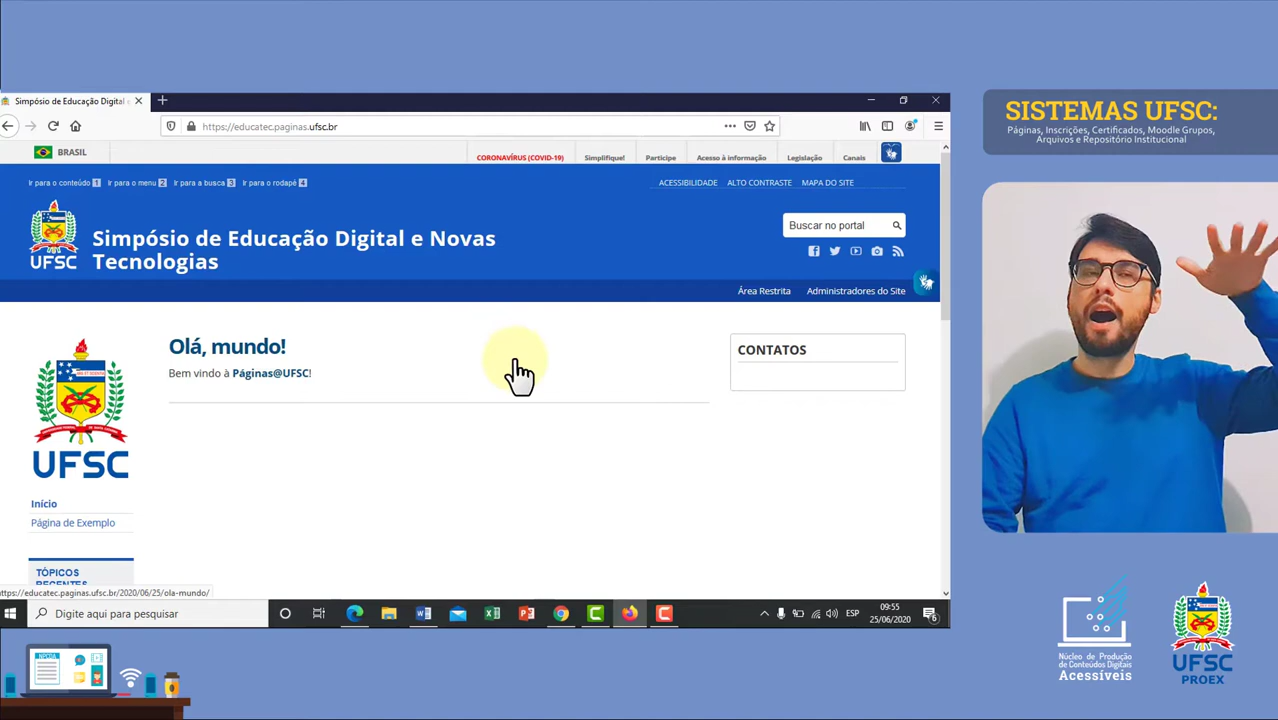 Simpósio de Educação Digital e
https://educatec.paginas.ufsc.br
BRASIL
CORONAVÍRUS (COVID-19)
Simplifique!
Participe
Acesso à informação
Legislação
Canais
Ir para o conteúdo 1 Ir para o menu 2 Ir para a busca 3 Ir para o rodapé 4
ACESSIBILIDADE ALTO CONTRASTE MAPA DO SITE
UFSC
Simpósio de Educação Digital e Novas
Tecnologias
Buscar no portal
Área Restrita
Administradores do Site
UFSC
Início
Página de Exemplo
TÓPICOS
RECENTES
Olá, mundo!
Bem vindo à Páginas@UFSC!
CONTATOS
https://educatec.paginas.ufsc.br/2020/06/25/ola-mundo/
Digite aqui para pesquisar
ESP
09:55
25/06/2020
6
SISTEMAS UFSC:
Páginas, Inscrições, Certificados, Moodle Grupos,
Arquivos e Repositório Institucional
Núcleo de Produção
de Conteúdos Digitais
Acessíveis
UFSC
PROEX
NPCDA